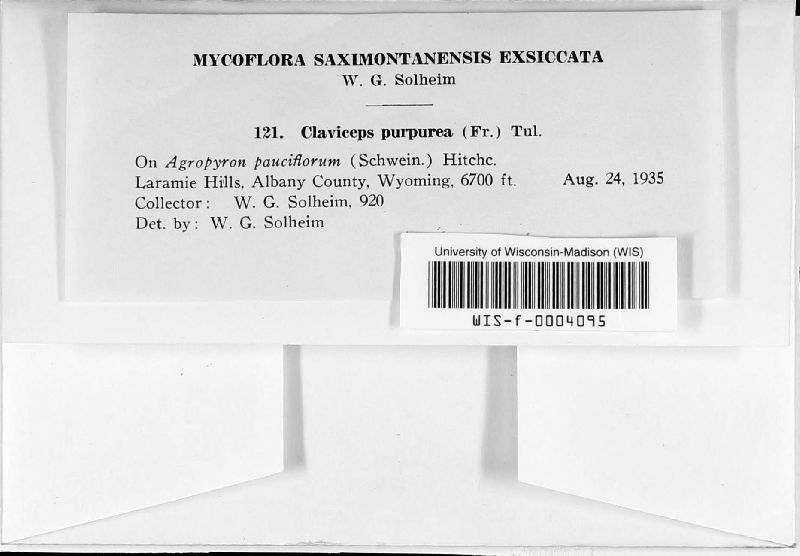 MYCOFLORA SAXIMONTANENSIS EXSICCATA
W. G. Solheim
121. Claviceps purpurea (Fr.) Tul.
On Agropyron pauciflorum (Schwein.) Hitchc.
Laramie Hills, Albany County, Wyoming, 6700 ft. Aug. 24, 1935
Collector: W. G. Solheim, 920
Det. by: W. G. Solheim
University of Wisconsin-Madison (WIS)
WIS-f-0004095